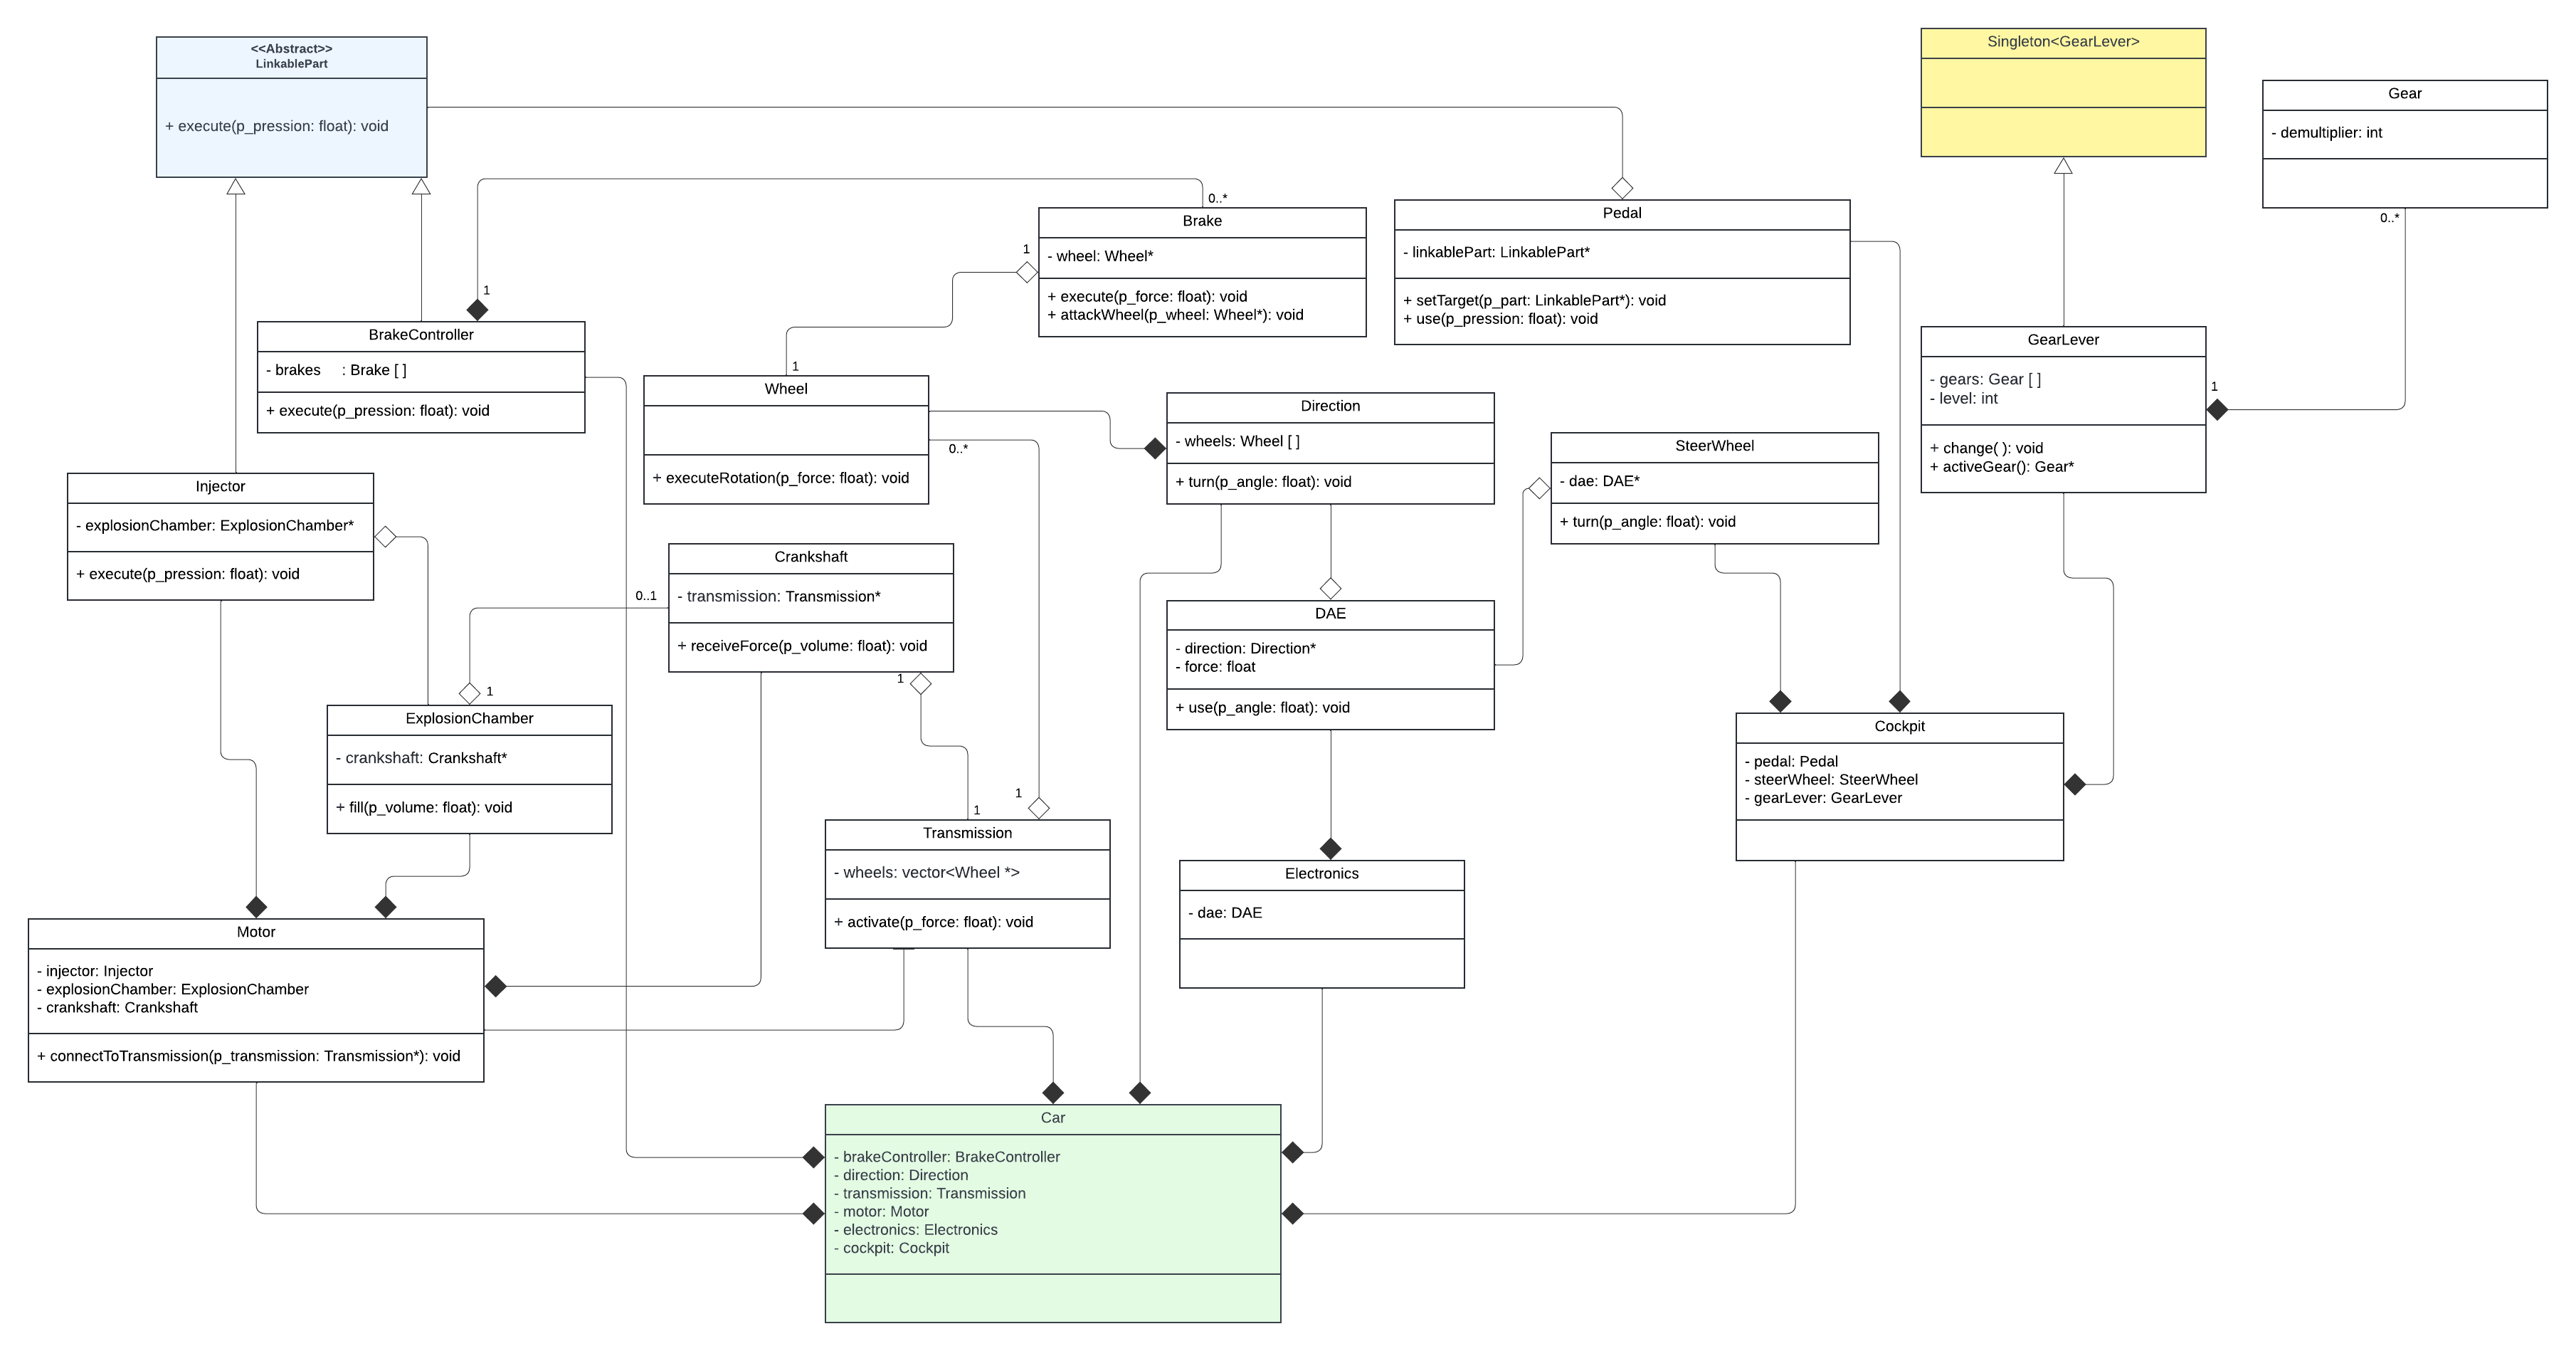 <<Abstract>>
LinkablePart
+ execute(p_pression: float): void
Singleton<GearLever>
Gear
- demultiplier: int
0..*
Brake
0..*
- wheel: Wheel*
+ execute(p_force: float): void
+ attackWheel(p_wheel: Wheel*): void
1
Pedal
- linkablePart: LinkablePart*
+ setTarget(p_part: LinkablePart*): void
+ use(p_pression: float): void
1
BrakeController
- brakes : Brake [ ]
+ execute(p_pression: float): void
GearLever
- gears: Gear [ ]
- level: int
+ change( ): void
+ activeGear(): Gear*
1
1
Wheel
+ executeRotation(p_force: float): void
0..*
Direction
- wheels: Wheel [ ]
+ turn(p_angle: float): void
SteerWheel
- dae: DAE*
+ turn(p_angle: float): void
Injector
- explosionChamber: ExplosionChamber*
+ execute(p_pression: float): void
0..1
Crankshaft
- transmission: Transmission*
+ receiveForce(p_volume: float): void
1
DAE
- direction: Direction*
- force: float
+ use(p_angle: float): void
1
ExplosionChamber
- crankshaft: Crankshaft*
+ fill(p_volume: float): void
Cockpit
- pedal: Pedal
- steerWheel: SteerWheel
- gearLever: GearLever
1
1
Transmission
- wheels: vector<Wheel *>
+ activate(p_force: float): void
Electronics
- dae: DAE
Motor
- injector: Injector
- explosionChamber: ExplosionChamber
- crankshaft: Crankshaft
+ connectToTransmission(p_transmission: Transmission*): void
Car
- brakeController: BrakeController
- direction: Direction
- transmission: Transmission
- motor: Motor
- electronics: Electronics
- cockpit: Cockpit